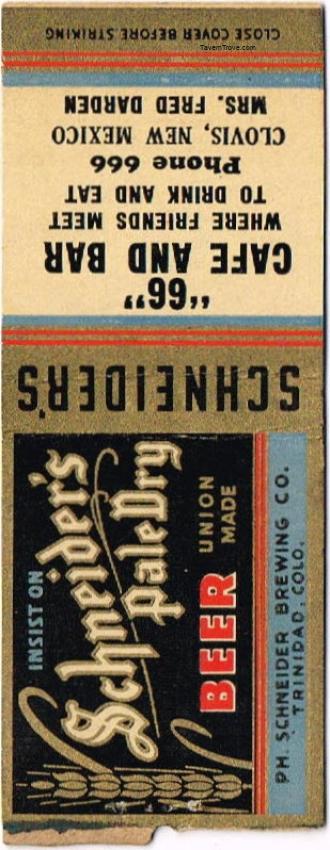 CLOSE COVER BEFORE STRIKING
TavernTrove.com
"66"
CAFE AND BAR
WHERE FRIENDS MEET
TO DRINK AND EAT
Phone 666
CLOVIS, NEW MEXICO
MRS. FRED DARDEN
SCHNEIDER'S
INSIST ON
Schneider's
Pale Dry
BEER
UNION
MADE
PH. SCHNEIDER BREWING CO.
TRINIDAD, COLO.